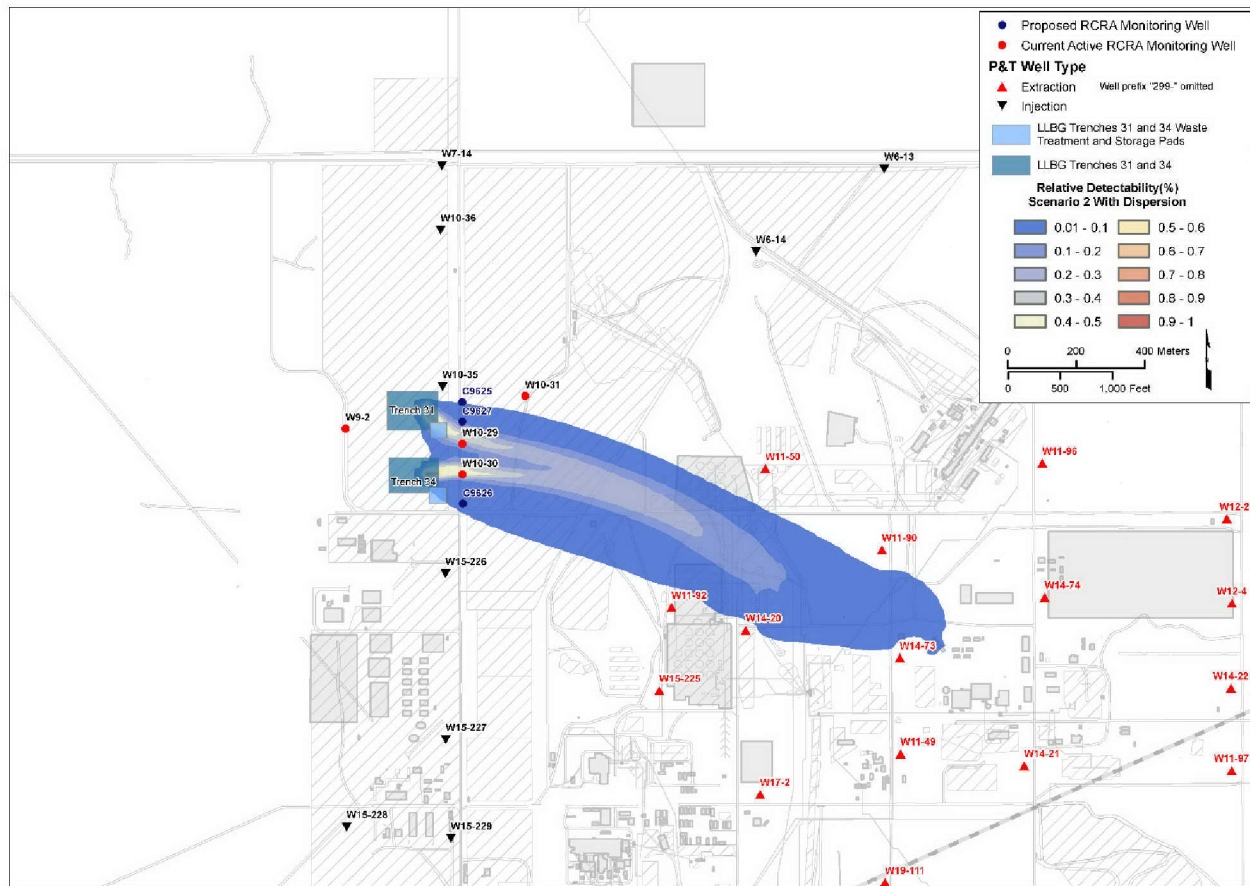 Proposed RCRA Monitoring Well
Current Active RCRA Monitoring Well
P&T Well Type
Extraction
Well prefix "299-" omitted
Injection
LLBG Trenches 31 and 34 Waste
Treatment and Storage Pads
LLBG Trenches 31 and 34
Relative Detectability(%)
Scenario 2 With Dispersion
0.01 - 0.1
0.5 - 0.6
0.1 - 0.2
0.6 - 0.7
0.2 - 0.3
0.7 - 0.8
0.3 - 0.4
0.8 - 0.9
0.4 - 0.5
0.9 - 1
0 200 400 Meters
0 500 1,000 Feet
W7-14
W6-13
W10-36
W6-14
W10-35
C9625
W10-31
Trench 31
C9627
W9-2
W10-29
W10-30
Trench 34
C9626
W11-50
W11-96
W12-2
W11-90
W15-226
W11-92
W14-74
W12-4
W14-20
W14-73
W15-225
W14-22
W15-227
W11-49
W14-21
W11-97
W17-2
W15-228
W15-229
W19-111